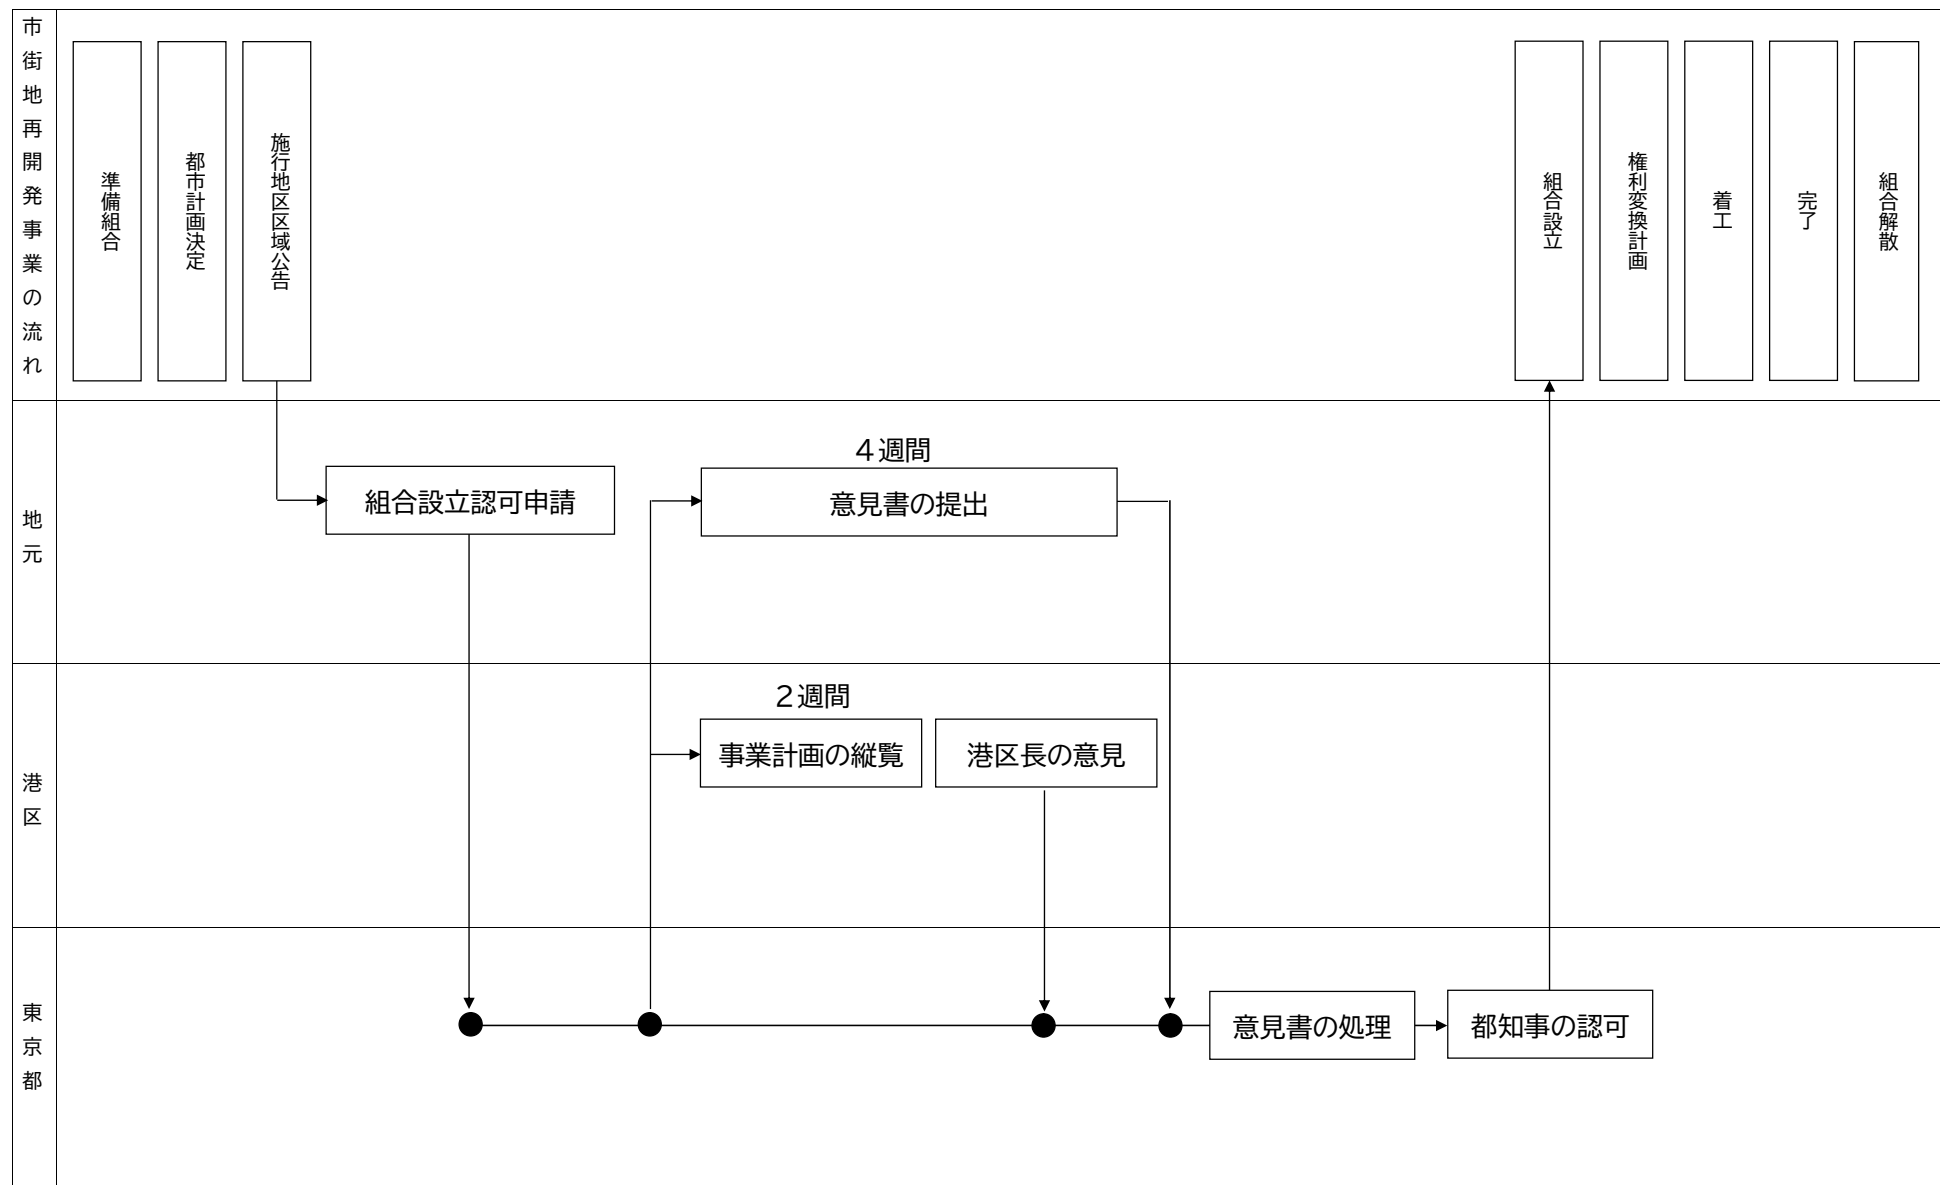 市街地再開発事業の流れ
準備組合
都市計画決定
施行地区区域公告
組合設立
権利変換計画
着工
完了
組合解散
地元
組合設立認可申請
４週間
意見書の提出
港区
２週間
事業計画の縦覧
港区長の意見
東京都
意見書の処理
都知事の認可